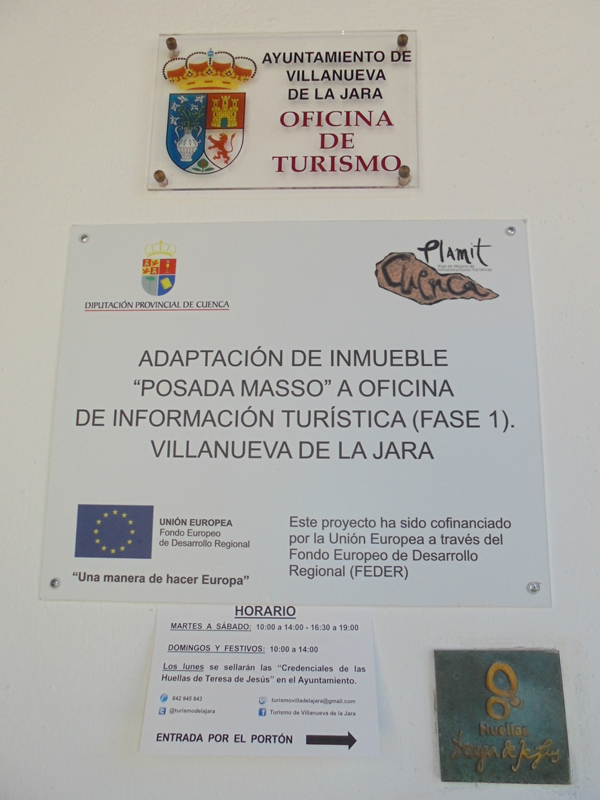 AYUNTAMIENTO DE
VILLANUEVA
DE LA JARA
OFICINA
DE
TURISMO
DIPUTACIÓN PROVINCIAL DE CUENCA
Plamit
Cuenca
ADAPTACIÓN DE INMUEBLE
“POSADA MASSO” A OFICINA
DE INFORMACIÓN TURÍSTICA (FASE 1).
VILLANUEVA DE LA JARA
UNIÓN EUROPEA
Fondo Europeo
de Desarrollo Regional
“Una manera de hacer Europa”
Este proyecto ha sido cofinanciado
por la Unión Europea a través del
Fondo Europeo de Desarrollo
Regional (FEDER)
HORARIO
MARTES A SÁBADO: 10:00 a 14:00 - 16:30 a 19:00
DOMINGOS Y FESTIVOS: 10:00 a 14:00
Los lunes se sellarán las “Credenciales de las
Huellas de Teresa de Jesús” en el Ayuntamiento.
642 945 843
turismovilladelajara@gmail.com
@turismodelajara
Turismo de Villanueva de la Jara
ENTRADA POR EL PORTÓN
Huellas
Teresa de Jesús